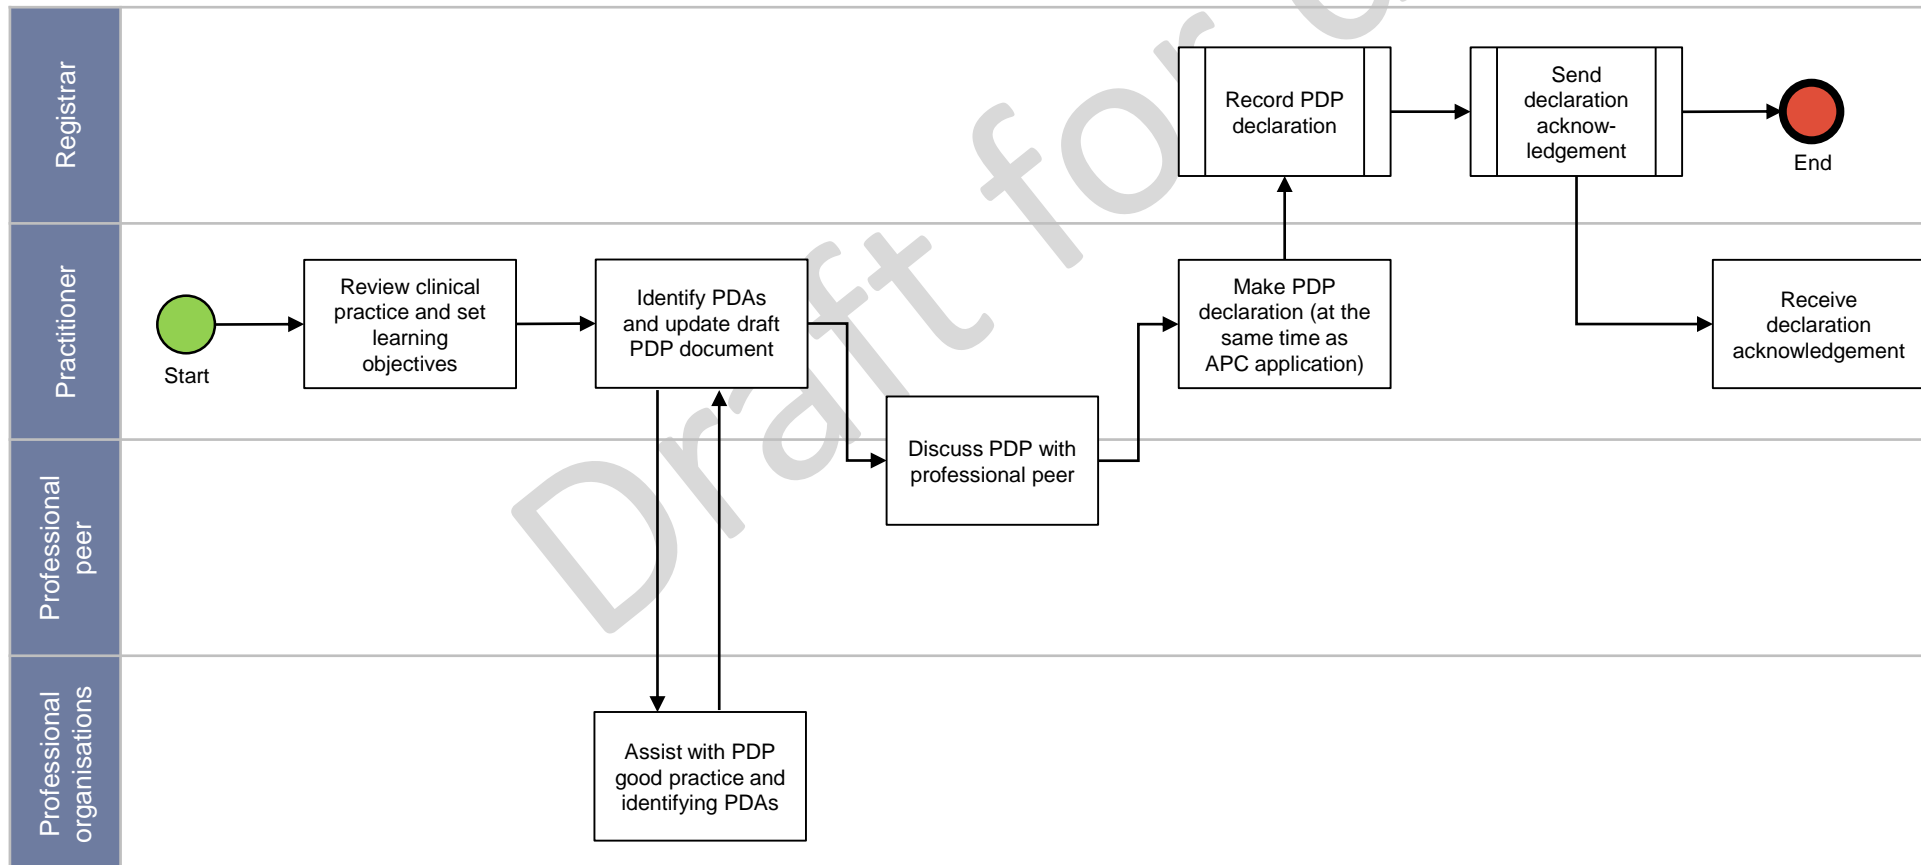 Registrar
Record PDP
declaration
Send
declaration
acknow-
ledgement
End
Practitioner
Start
Review clinical
practice and set
learning
objectives
Identify PDAs
and update draft
PDP document
Make PDP
declaration (at the
same time as
APC application)
Receive
declaration
acknowledgement
Professional
peer
Discuss PDP with
professional peer
Professional
organisations
Assist with PDP
good practice and
identifying PDAs
Draft for